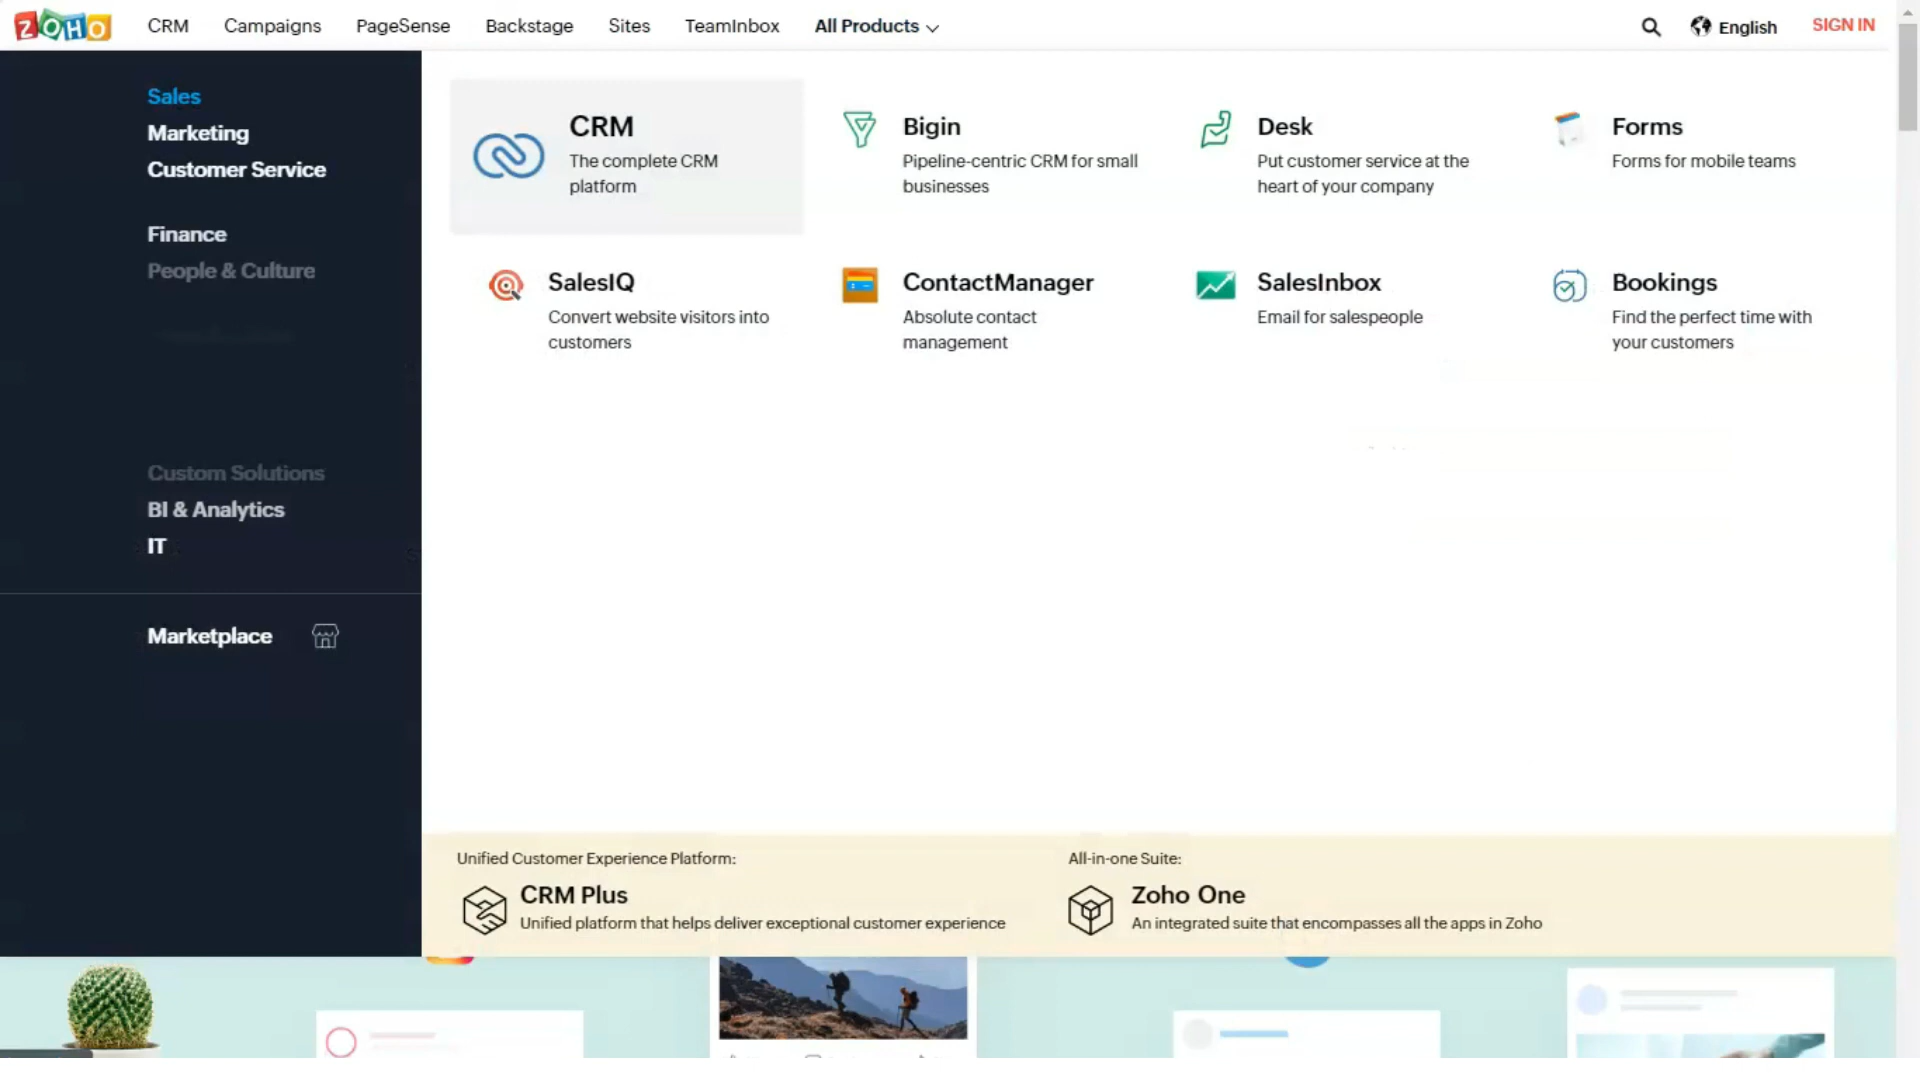 ZOHO
CRM
Campaigns
PageSense
Backstage
Sites
TeamInbox
All Products
English
SIGN IN
Sales
Marketing
Customer Service
Finance
People & Culture
Custom Solutions
BI & Analytics
IT
Marketplace
CRM
The complete CRM
platform
Bigin
Pipeline-centric CRM for small
businesses
Desk
Put customer service at the
heart of your company
Forms
Forms for mobile teams
SalesIQ
Convert website visitors into
customers
ContactManager
Absolute contact
management
SalesInbox
Email for salespeople
Bookings
Find the perfect time with
your customers
Unified Customer Experience Platform:
CRM Plus
Unified platform that helps deliver exceptional customer experience
All-in-one Suite:
Zoho One
An integrated suite that encompasses all the apps in Zoho